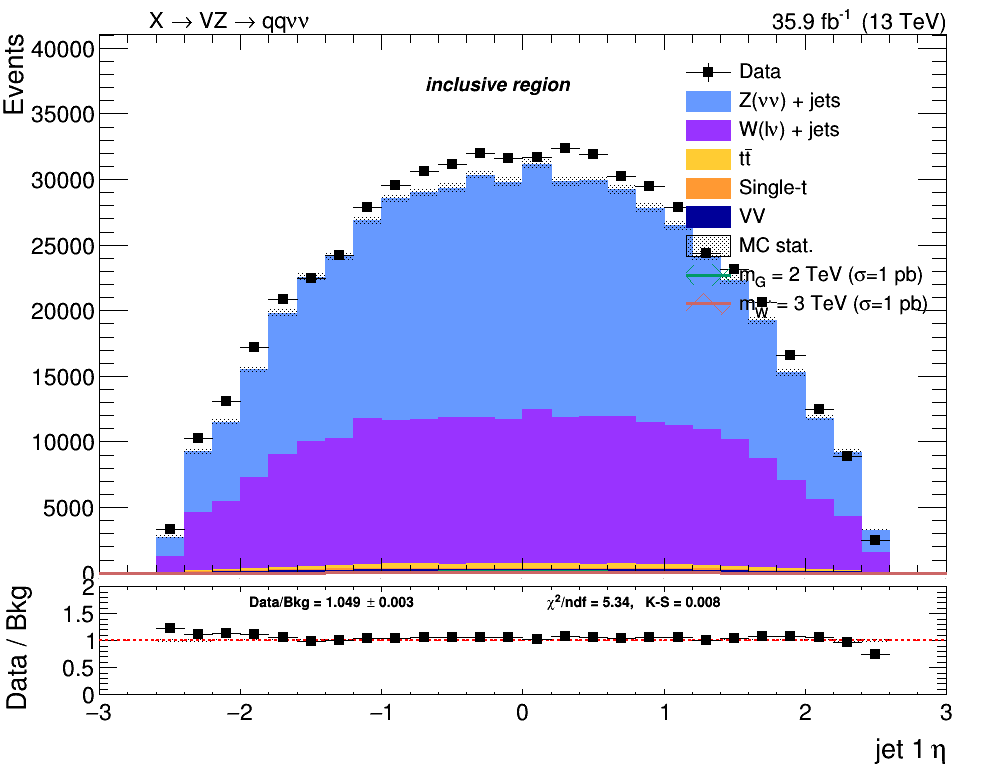 X → VZ → qqνν 35.9 fb⁻¹ (13 TeV)
Events
40000
35000
30000
25000
20000
15000
10000
5000
0
inclusive region
Data
Z(νν) + jets
W(lν) + jets
tt̄
Single-t
VV
MC stat.
m_G = 2 TeV (σ=1 pb)
m_W' = 3 TeV (σ=1 pb)
Data / Bkg
2
1.5
1
0.5
0
Data/Bkg = 1.049 ± 0.003 χ²/ndf = 5.34, K-S = 0.008
−3 −2 −1 0 1 2 3
jet 1 η